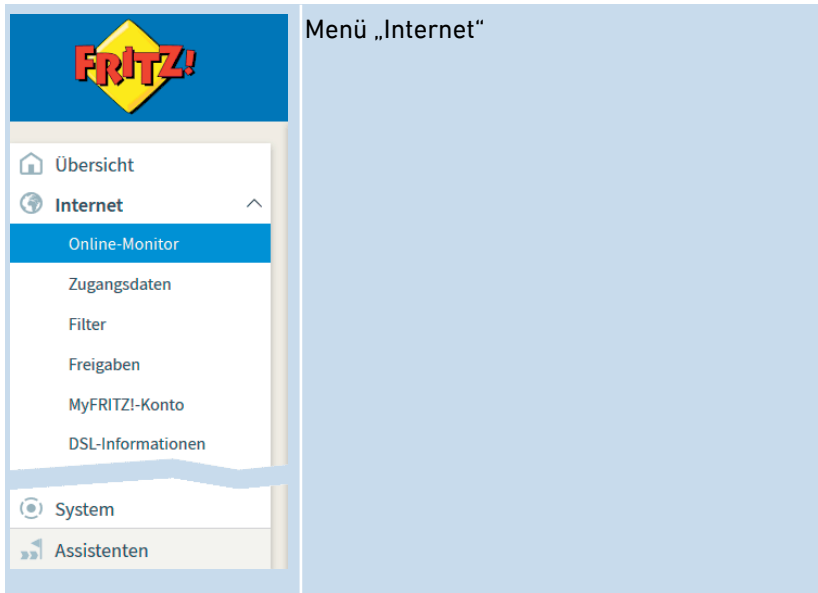 FRITZ!
Menü „Internet“
Übersicht
Internet
Online-Monitor
Zugangsdaten
Filter
Freigaben
MyFRITZ!-Konto
DSL-Informationen
System
Assistenten